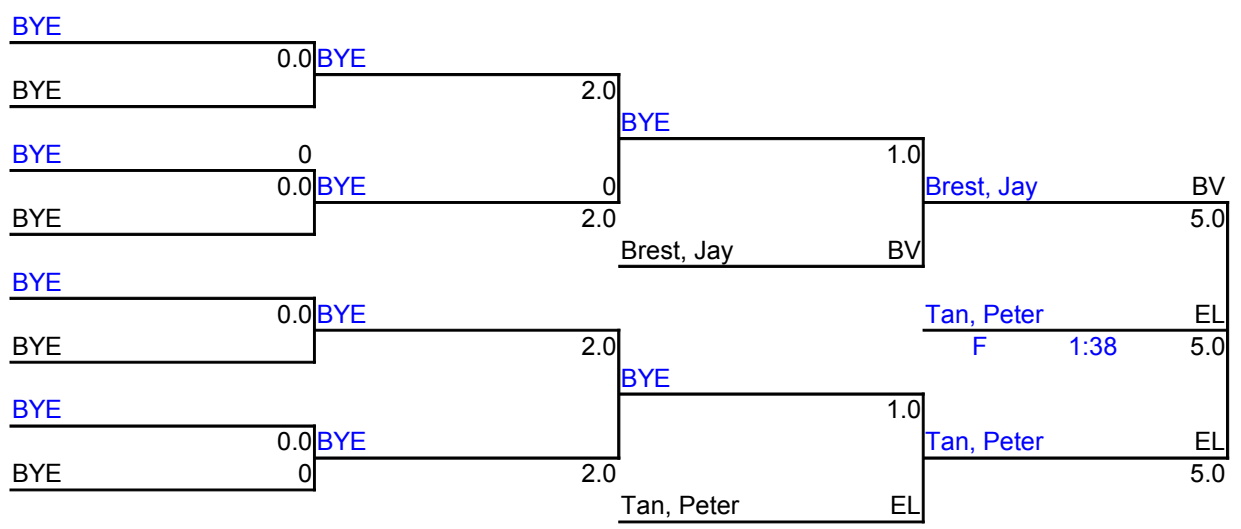 BYE
0.0 BYE
BYE 2.0
BYE
BYE 0 1.0
0.0 BYE 0 Brest, Jay BV
BYE 2.0 5.0
Brest, Jay BV
BYE
0.0 BYE Tan, Peter EL
BYE 2.0 F 1:38 5.0
BYE
BYE 1.0
0.0 BYE Tan, Peter EL
BYE 0 2.0 5.0
Tan, Peter EL